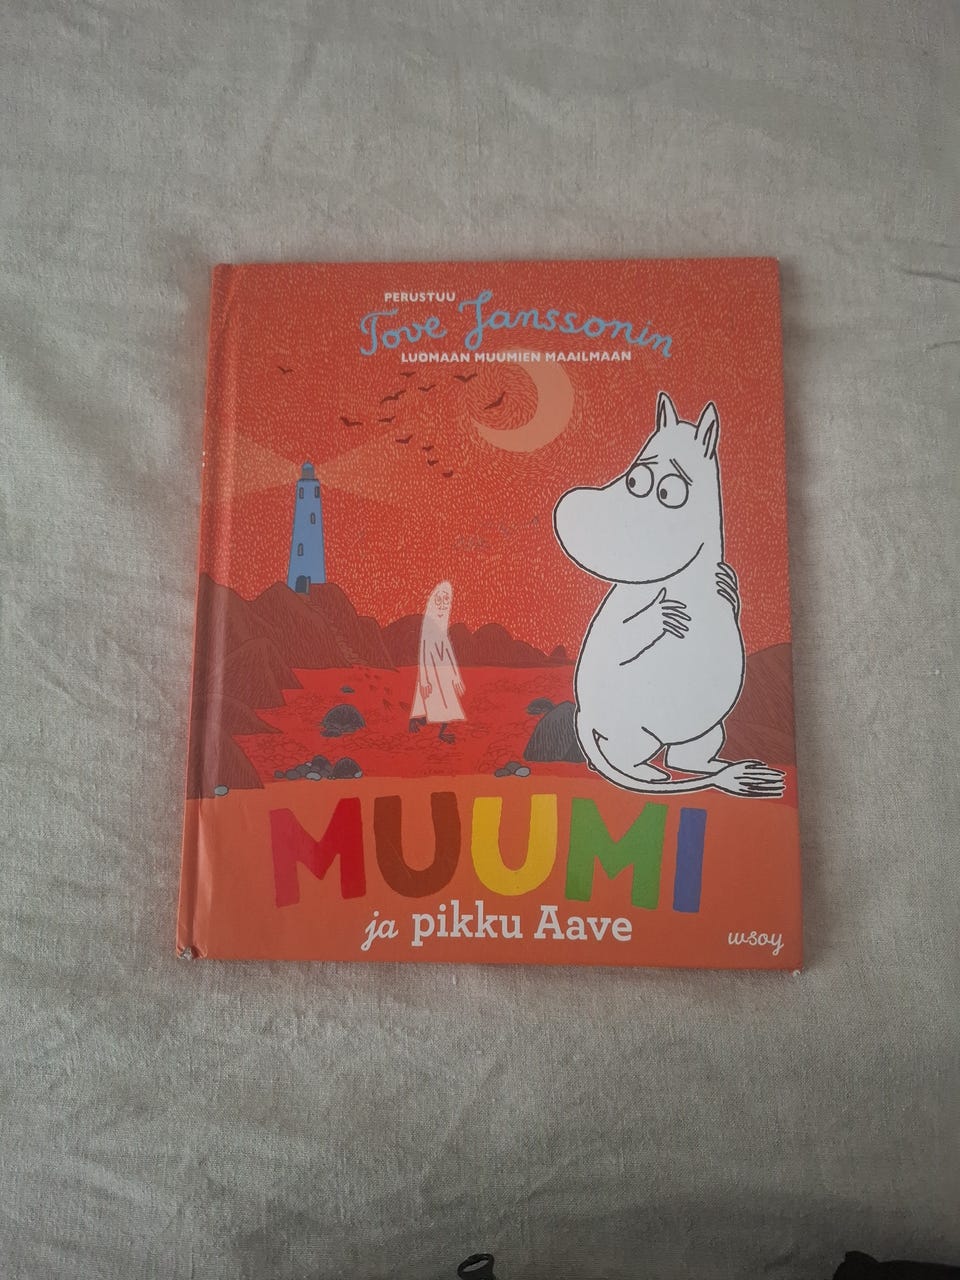 PERUSTUU
Tove Janssonin
LUOMAAN MUUMIEN MAAILMAAN
MUUMI
ja pikku Aave
wsoy